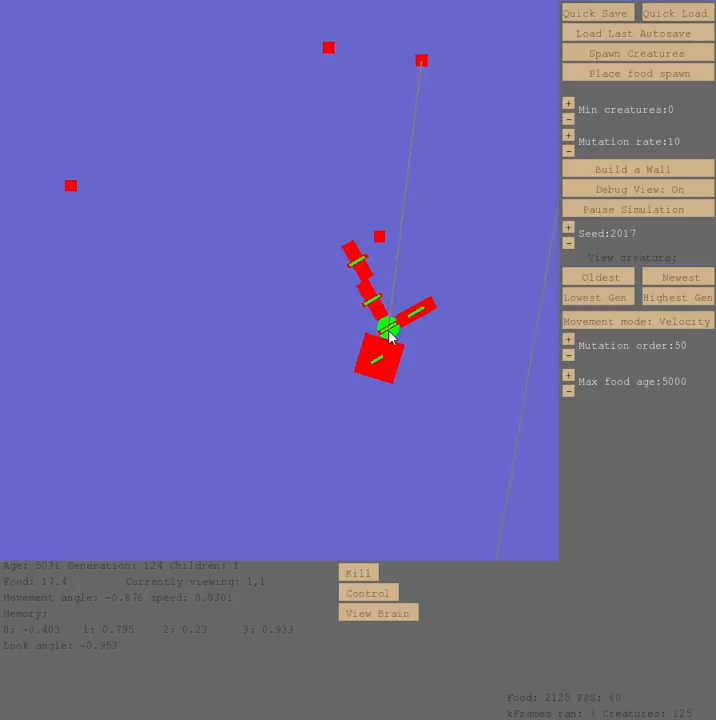 Quick Save Quick Load
Load Last Autosave
Spawn Creatures
Place food spawn
+
- Min creatures:0
+
- Mutation rate:10
Build a Wall
Debug View: On
Pause Simulation
+
- Seed:2017
View creature:
Oldest Newest
Lowest Gen Highest Gen
Movement mode: Velocity
+
- Mutation order:50
+
- Max food age:5000
Age: 5031 Generation: 124 Children: 1
Food: 17.4 Currently viewing: 1,1
Movement angle: -0.876 speed: 0.0301
Memory:
0: -0.403 1: 0.795 2: 0.23 3: 0.933
Look angle: -0.953
Kill
Control
View Brain
Food: 2125 FPS: 60
kFrames ran: 3 Creatures: 125